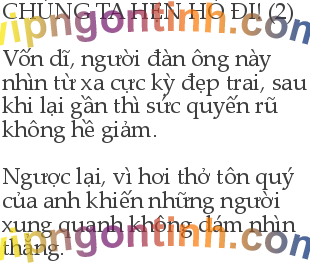 CHÚNG TA HẸN HÒ ĐI! (2)
vipngontinh.com
Vốn dĩ, người đàn ông này
nhìn từ xa cực kỳ đẹp trai, sau
khi lại gần thì sức quyến rũ
không hề giảm.
Ngược lại, vì hơi thở tôn quý
của anh khiến những người
xung quanh không dám nhìn
thẳng.
vipngontinh.com